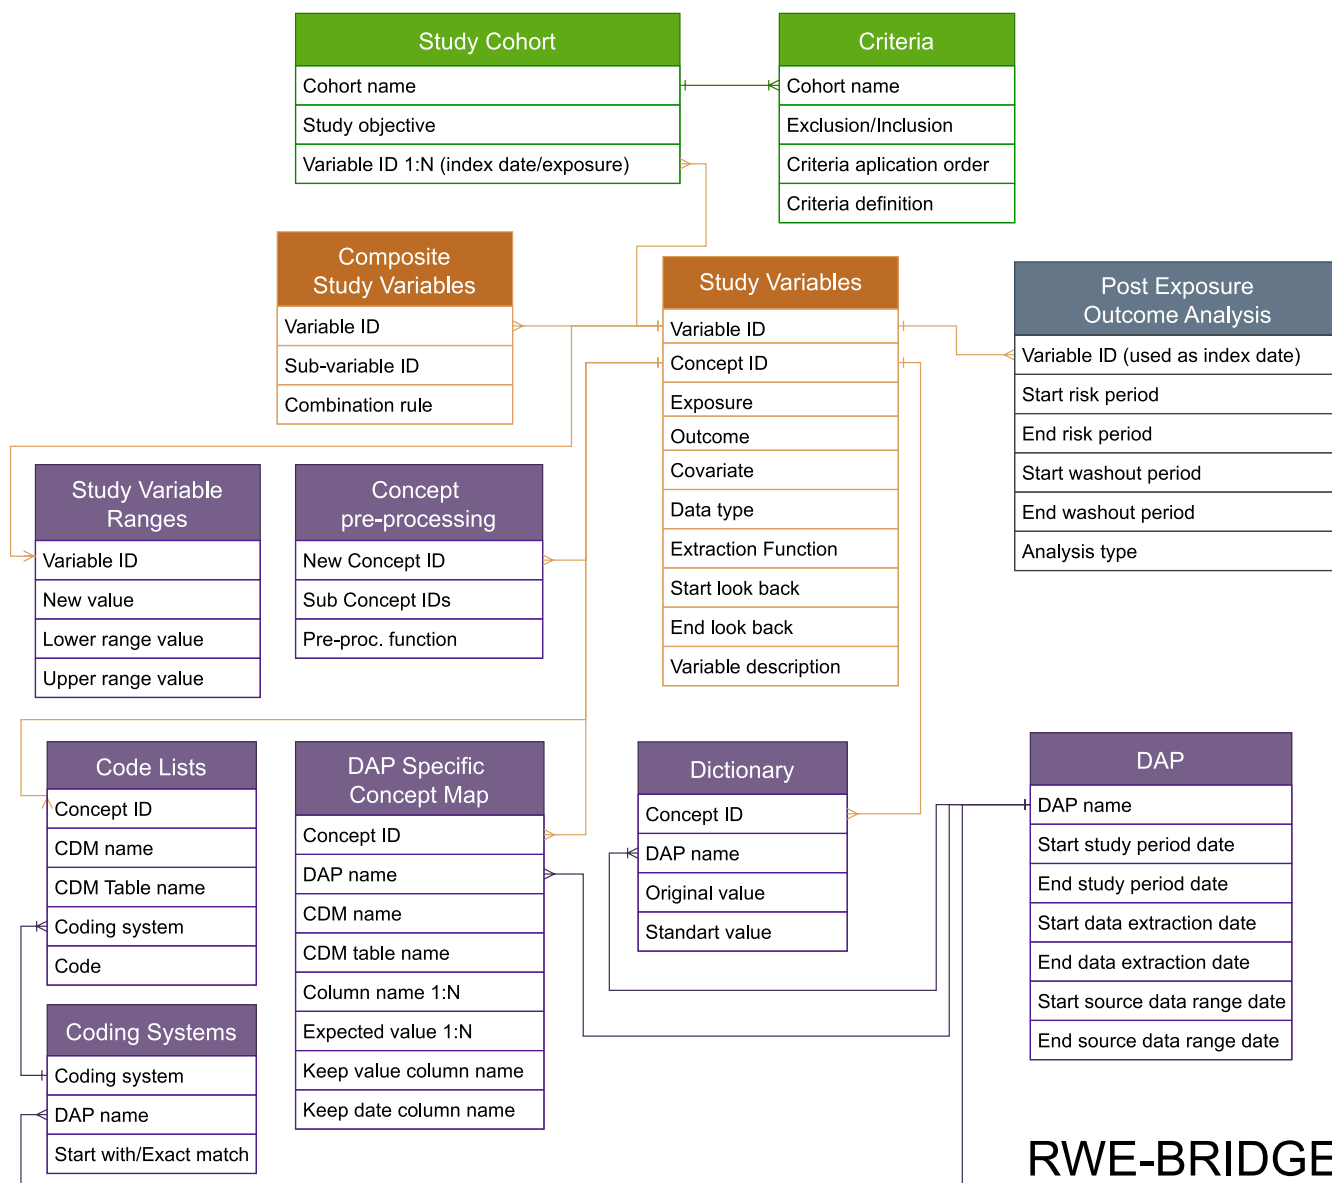 Study Cohort
Cohort name
Study objective
Variable ID 1:N (index date/exposure)
Criteria
Cohort name
Exclusion/Inclusion
Criteria aplication order
Criteria definition
Composite
Study Variables
Variable ID
Sub-variable ID
Combination rule
Study Variables
Variable ID
Concept ID
Exposure
Outcome
Covariate
Data type
Extraction Function
Start look back
End look back
Variable description
Post Exposure
Outcome Analysis
Variable ID (used as index date)
Start risk period
End risk period
Start washout period
End washout period
Analysis type
Study Variable
Ranges
Variable ID
New value
Lower range value
Upper range value
Concept
pre-processing
New Concept ID
Sub Concept IDs
Pre-proc. function
Code Lists
Concept ID
CDM name
CDM Table name
Coding system
Code
DAP Specific
Concept Map
Concept ID
DAP name
CDM name
CDM table name
Column name 1:N
Expected value 1:N
Keep value column name
Keep date column name
Dictionary
Concept ID
DAP name
Original value
Standart value
DAP
DAP name
Start study period date
End study period date
Start data extraction date
End data extraction date
Start source data range date
End source data range date
Coding Systems
Coding system
DAP name
Start with/Exact match
RWE-BRIDGE